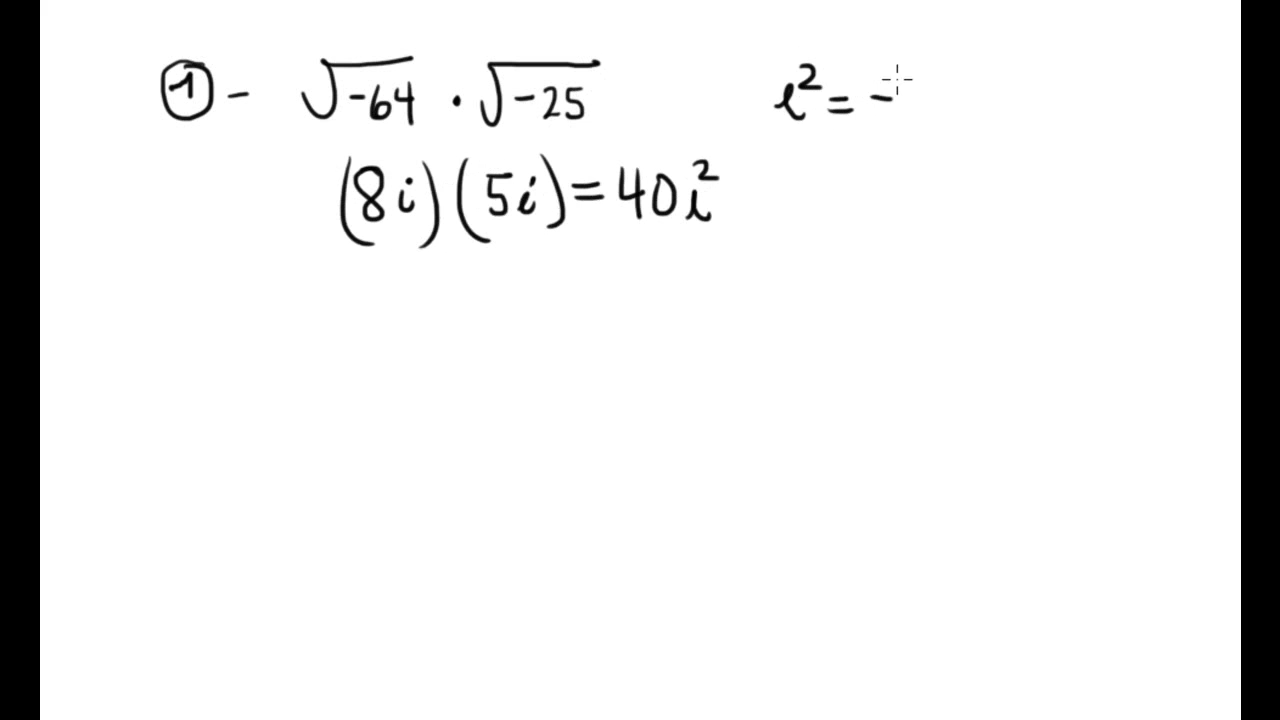 ① - √-64 · √-25 i² = -
(8i)(5i) = 40i²